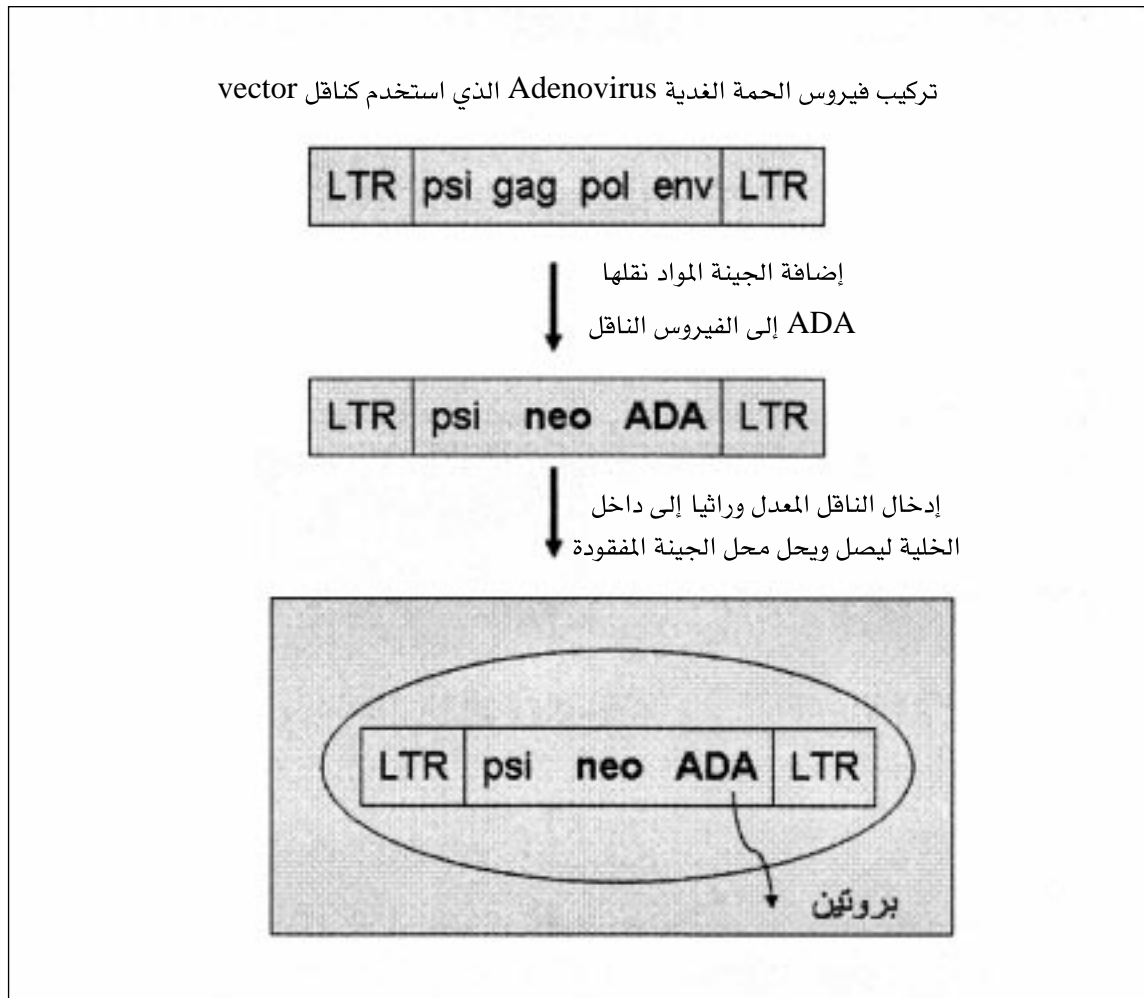 تركيب فيروس الحمة الغدية Adenovirus الذي استخدم كناقل vector
LTR psi gag pol env LTR
إضافة الجينة المواد نقلها
ADA إلى الفيروس الناقل
LTR psi neo ADA LTR
إدخال الناقل المعدل وراثيا إلى داخل
الخلية ليصل ويحل محل الجينة المفقودة
LTR psi neo ADA LTR
بروتين